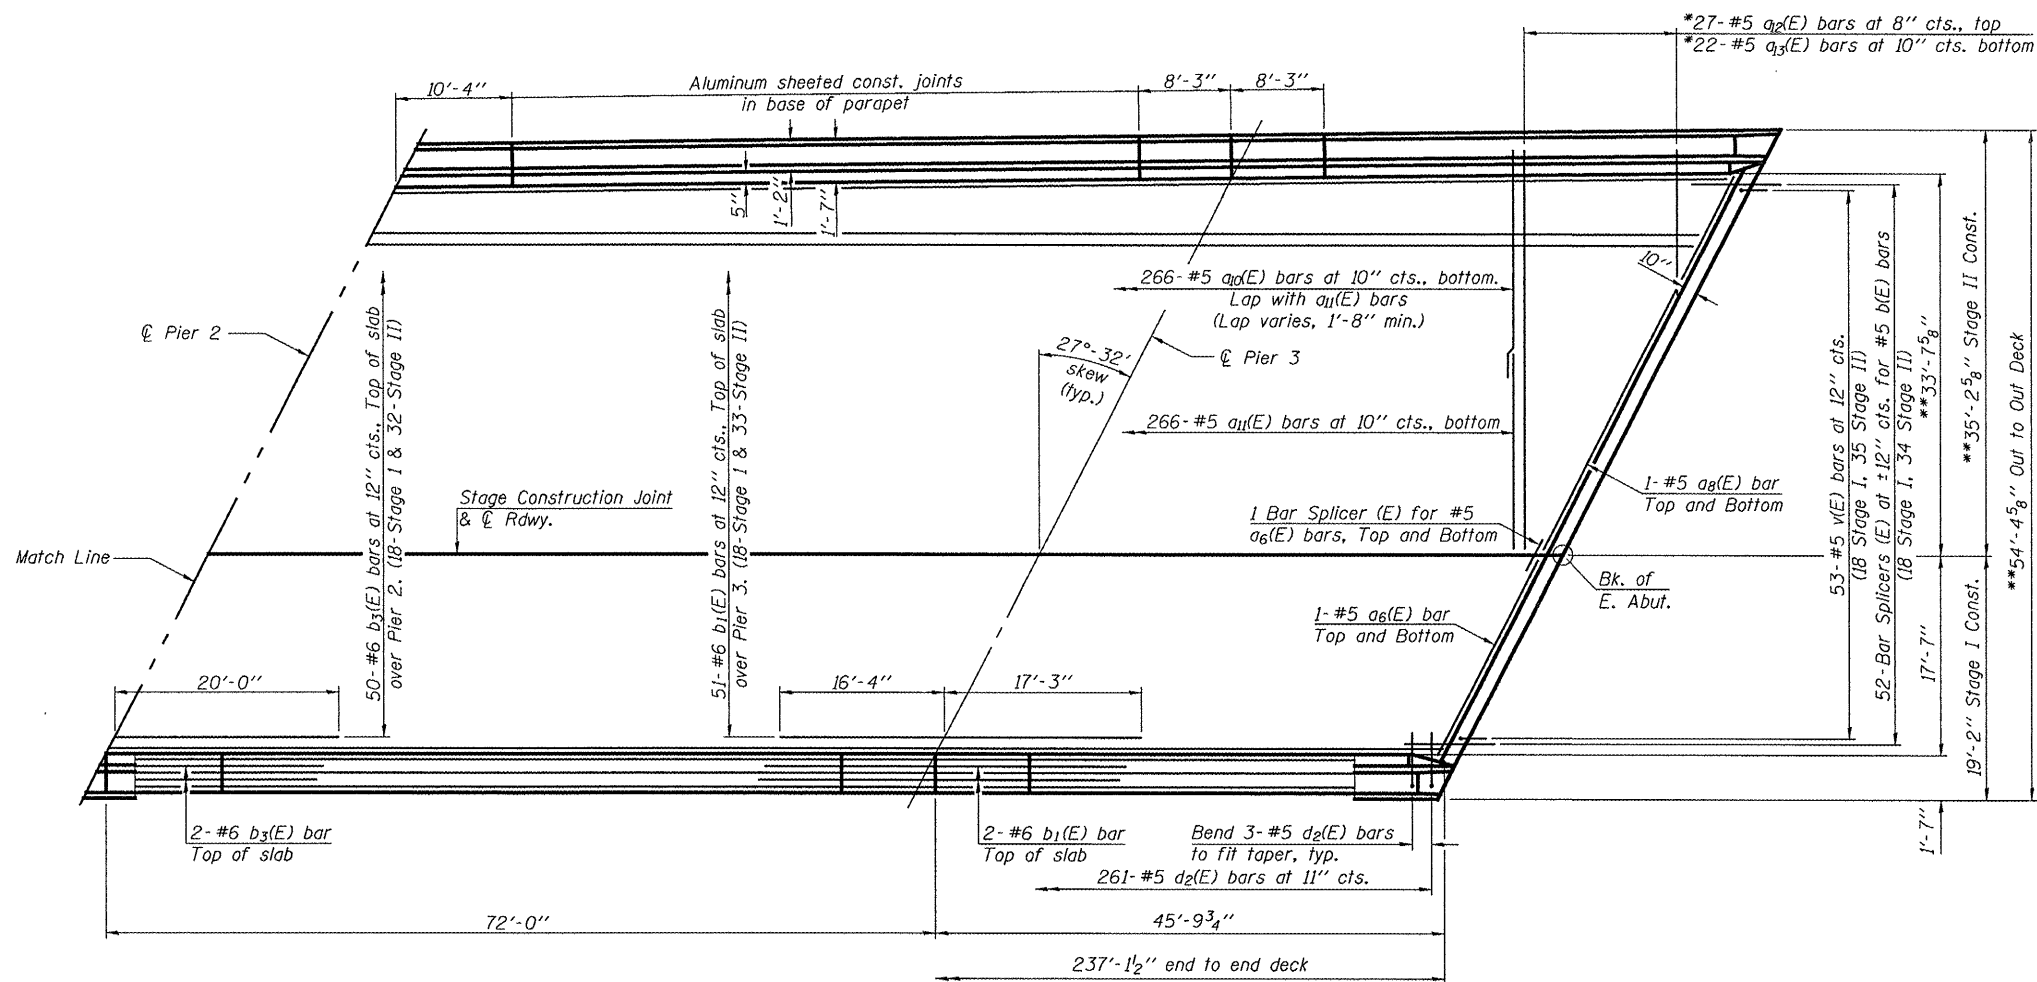 *27-#5 a12(E) bars at 8" cts., top
*22-#5 a13(E) bars at 10" cts. bottom
10'-4"
Aluminum sheeted const. joints
in base of parapet
8'-3"
8'-3"
5"
1'-2"
1'-7"
10"
266-#5 a10(E) bars at 10" cts., bottom.
Lap with a11(E) bars
(Lap varies, 1'-8" min.)
℄ Pier 2
27°-32'
skew
(typ.)
℄ Pier 3
266-#5 a11(E) bars at 10" cts., bottom
50-#6 b3(E) bars at 12" cts., Top of slab
over Pier 2. (18-Stage I & 32-Stage II)
51-#6 b1(E) bars at 12" cts., Top of slab
over Pier 3. (18-Stage I & 33-Stage II)
Stage Construction Joint
& ℄ Rdwy.
1-#5 a8(E) bar
Top and Bottom
1 Bar Splicer (E) for #5
a6(E) bars, Top and Bottom
Match Line
Bk. of
E. Abut.
1-#5 a6(E) bar
Top and Bottom
53-#5 v(E) bars at 12" cts.
(18 Stage I, 35 Stage II)
52-Bar Splicers (E) at ±12" cts. for #5 b(E) bars
(18 Stage I, 34 Stage II)
**33'-7 5/8"
17'-7"
**35'-2 5/8" Stage II Const.
19'-2" Stage I Const.
**54'-4 5/8" Out to Out Deck
1'-7"
20'-0"
16'-4"
17'-3"
2-#6 b3(E) bar
Top of slab
2-#6 b1(E) bar
Top of slab
Bend 3-#5 d2(E) bars
to fit taper, typ.
261-#5 d2(E) bars at 11" cts.
72'-0"
45'-9 3/4"
237'-1 1/2" end to end deck